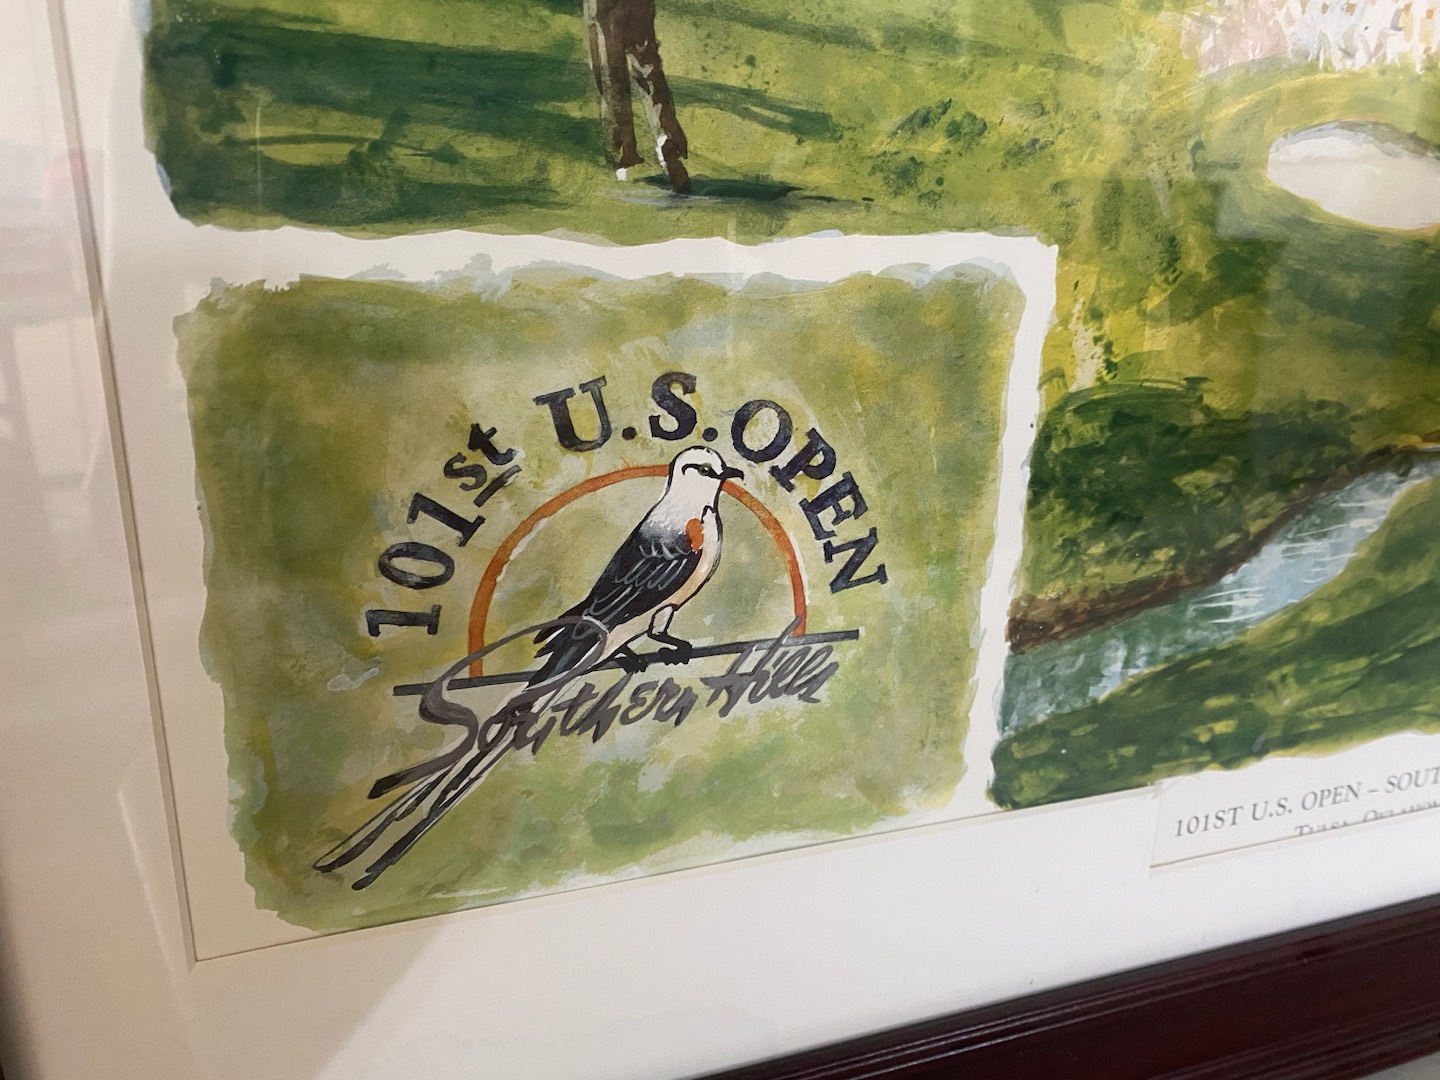 101st U.S. OPEN
Southern Hills
101ST U.S. OPEN – SOUT